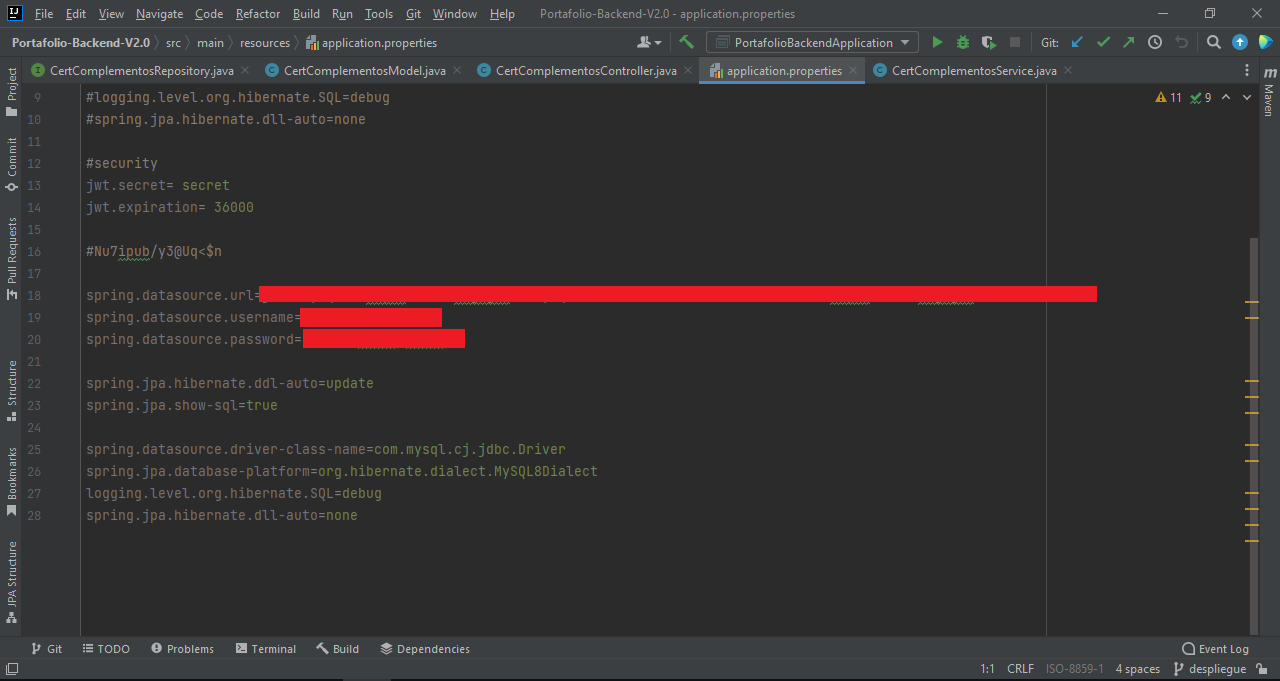 File Edit View Navigate Code Refactor Build Run Tools Git Window Help Portafolio-Backend-V2.0 - application.properties
Portafolio-Backend-V2.0 src main resources application.properties PortafolioBackendApplication Git:
CertComplementosRepository.java CertComplementosModel.java CertComplementosController.java application.properties CertComplementosService.java
Project
Commit
Pull Requests
Structure
Bookmarks
JPA Structure
9 #logging.level.org.hibernate.SQL=debug
10 #spring.jpa.hibernate.dll-auto=none
11
12 #security
13 jwt.secret= secret
14 jwt.expiration= 36000
15
16 #Nu7ipub/y3@Uq<$n
17
18 spring.datasource.url=
19 spring.datasource.username=
20 spring.datasource.password=
21
22 spring.jpa.hibernate.ddl-auto=update
23 spring.jpa.show-sql=true
24
25 spring.datasource.driver-class-name=com.mysql.cj.jdbc.Driver
26 spring.jpa.database-platform=org.hibernate.dialect.MySQL8Dialect
27 logging.level.org.hibernate.SQL=debug
28 spring.jpa.hibernate.dll-auto=none
11 9
Maven
Git TODO Problems Terminal Build Dependencies Event Log
1:1 CRLF ISO-8859-1 4 spaces despliegue